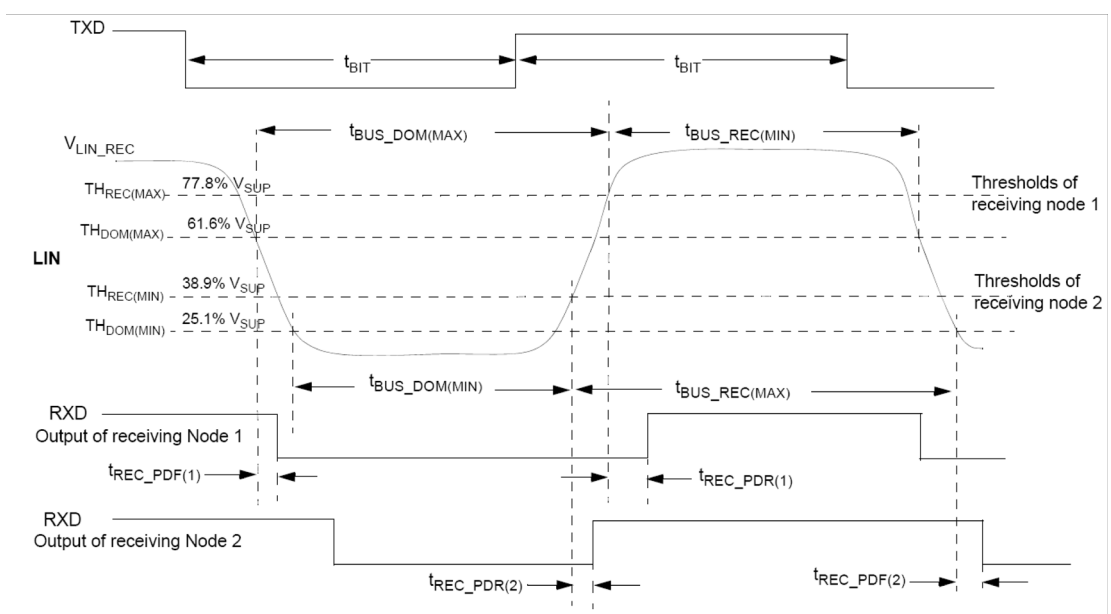 TXD
tBIT
tBIT
tBUS_DOM(MAX)
tBUS_REC(MIN)
VLIN_REC
THREC(MAX) 77.8% VSUP
Thresholds of
receiving node 1
THDOM(MAX) 61.6% VSUP
LIN
THREC(MIN) 38.9% VSUP
Thresholds of
receiving node 2
THDOM(MIN) 25.1% VSUP
tBUS_DOM(MIN)
tBUS_REC(MAX)
RXD
Output of receiving Node 1
tREC_PDF(1)
tREC_PDR(1)
RXD
Output of receiving Node 2
tREC_PDR(2)
tREC_PDF(2)